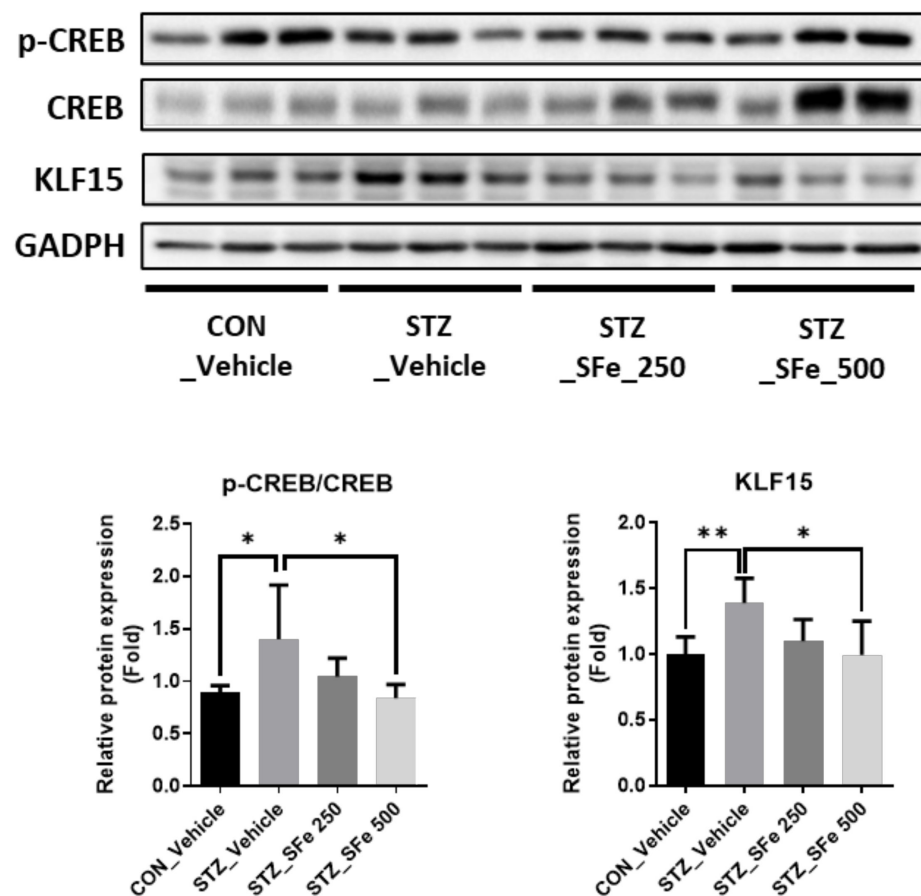 p-CREB
CREB
KLF15
GADPH
CON
_Vehicle
STZ
_Vehicle
STZ
_SFe_250
STZ
_SFe_500
p-CREB/CREB
Relative protein expression
(Fold)
2.5
2.0
1.5
1.0
0.5
0.0
*
*
CON_Vehicle
STZ_Vehicle
STZ_SFe 250
STZ_SFe 500
KLF15
Relative protein expression
(Fold)
2.0
1.5
1.0
0.5
0.0
**
*
CON_Vehicle
STZ_Vehicle
STZ_SFe 250
STZ_SFe 500